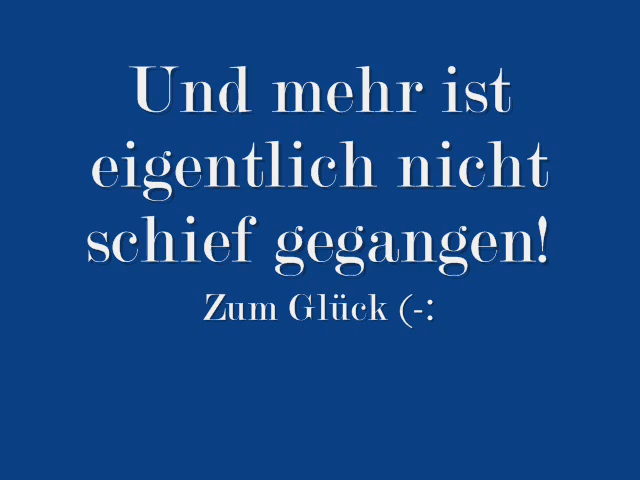 Und mehr ist
eigentlich nicht
schief gegangen!
Zum Glück (-: